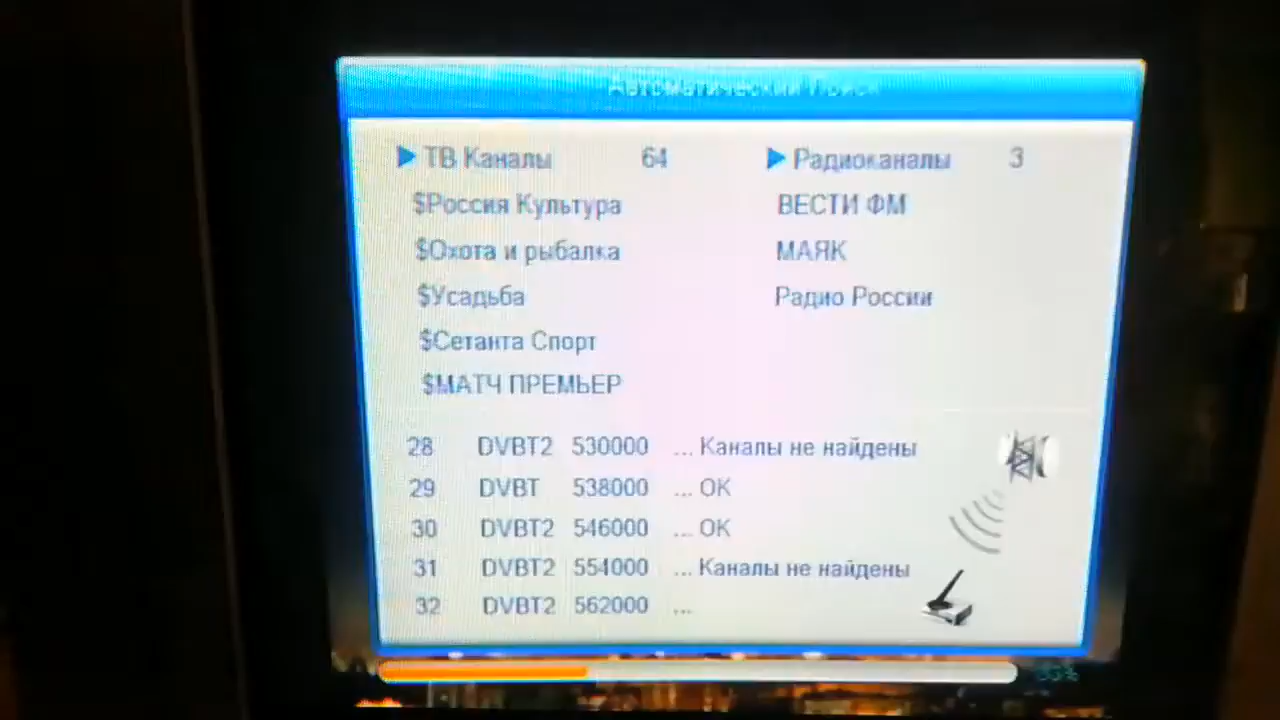 Автоматический Поиск
ТВ Каналы 64 Радиоканалы 3
$Россия Культура ВЕСТИ ФМ
$Охота и рыбалка МАЯК
$Усадьба Радио России
$Сетанта Спорт
$МАТЧ ПРЕМЬЕР
28 DVBT2 530000 ... Каналы не найдены
29 DVBT 538000 ... OK
30 DVBT2 546000 ... OK
31 DVBT2 554000 ... Каналы не найдены
32 DVBT2 562000 ...